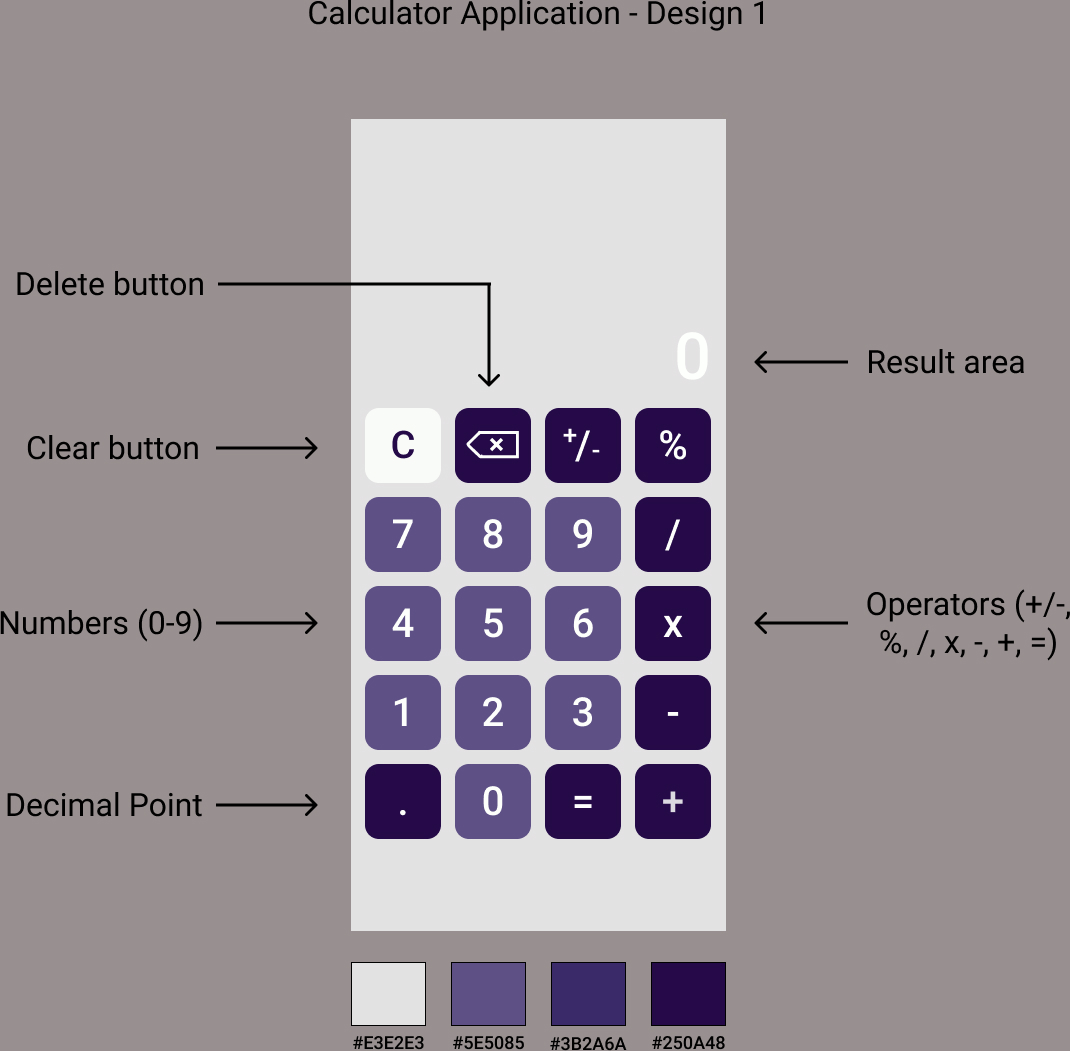 Calculator Application - Design 1
Delete button
0
Result area
Clear button
C
+/-
%
7
8
9
/
Numbers (0-9)
4
5
6
x
Operators (+/-,
%, /, x, -, +, =)
1
2
3
-
Decimal Point
.
0
=
+
#E3E2E3
#5E5085
#3B2A6A
#250A48